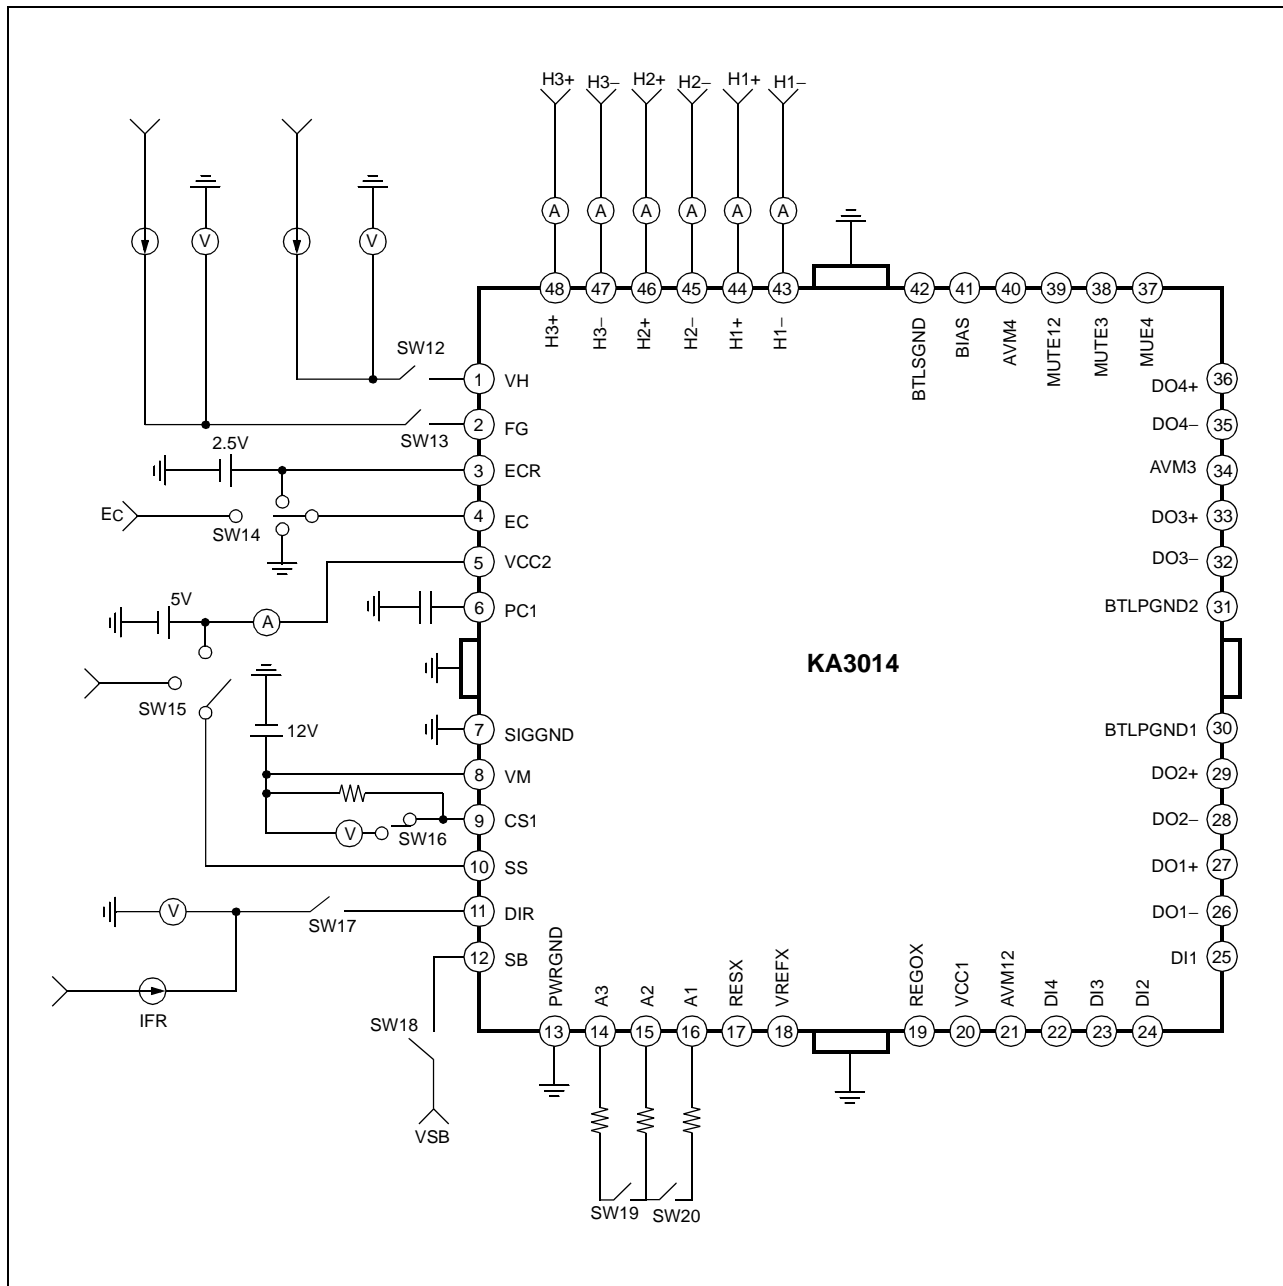 H3+ H3− H2+ H2− H1+ H1−
A A A A A A
V V
48 47 46 45 44 43 42 41 40 39 38 37
H3+ H3− H2+ H2− H1+ H1− BTLSGND BIAS AVM4 MUTE12 MUTE3 MUE4
SW12
1 VH
SW13
2 FG
2.5V
3 ECR
EC
SW14
4 EC
5 VCC2
5V
A
6 PC1
SW15
12V
7 SIGGND
8 VM
V
SW16
9 CS1
10 SS
V
SW17
11 DIR
IFR
12 SB
SW18
VSB
KA3014
DO4+ 36
DO4− 35
AVM3 34
DO3+ 33
DO3− 32
BTLPGND2 31
BTLPGND1 30
DO2+ 29
DO2− 28
DO1+ 27
DO1− 26
DI1 25
PWRGND A3 A2 A1 RESX VREFX REGOX VCC1 AVM12 DI4 DI3 DI2
13 14 15 16 17 18 19 20 21 22 23 24
SW19 SW20